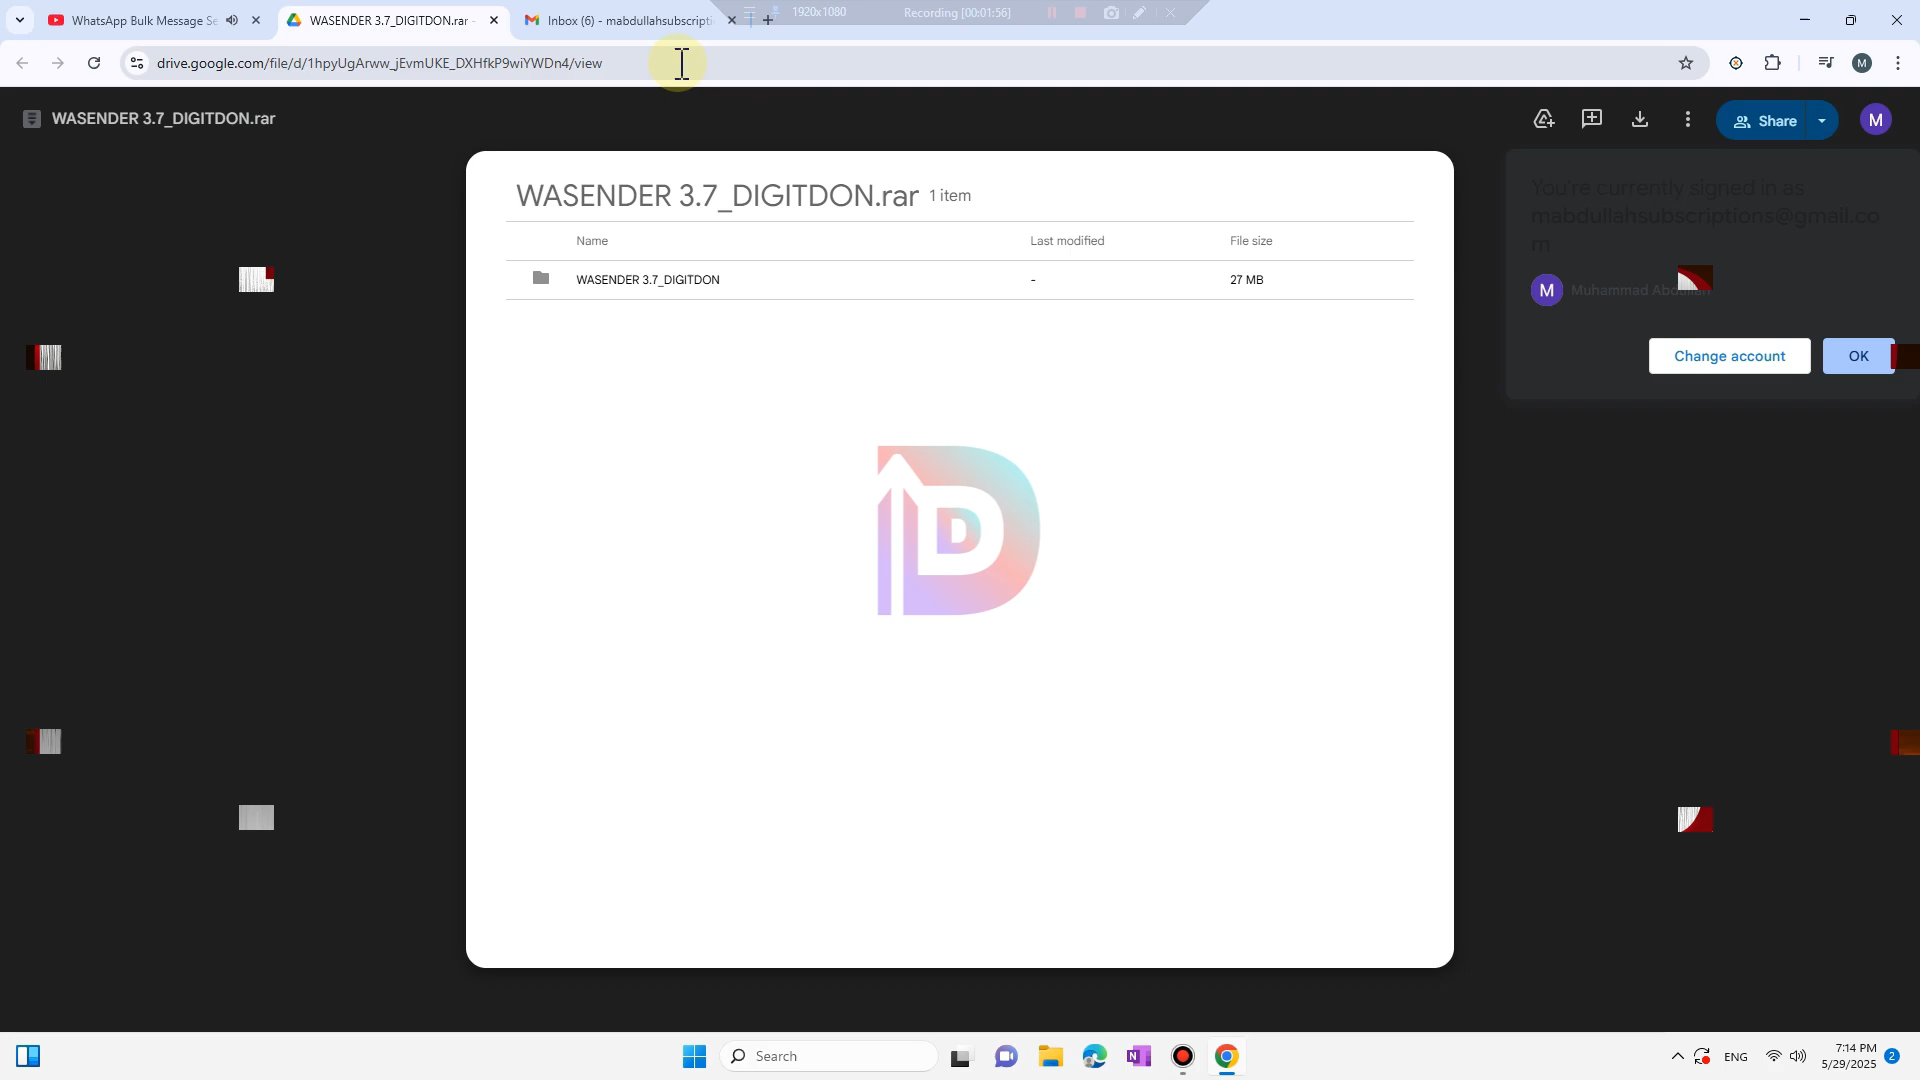 WhatsApp Bulk Message Se
WASENDER 3.7_DIGITDON.rar -
Inbox (6) - mabdullahsubscripti
1920x1080
Recording [00:01:56]
drive.google.com/file/d/1hpyUgArww_jEvmUKE_DXHfkP9wiYWDn4/view
M
WASENDER 3.7_DIGITDON.rar
Share
M
WASENDER 3.7_DIGITDON.rar 1 item
Name Last modified File size
WASENDER 3.7_DIGITDON - 27 MB
You're currently signed in as
mabdullahsubscriptions@gmail.co
m
M Muhammad Abdullah
Change account
OK
Search
ENG
7:14 PM
5/29/2025
2